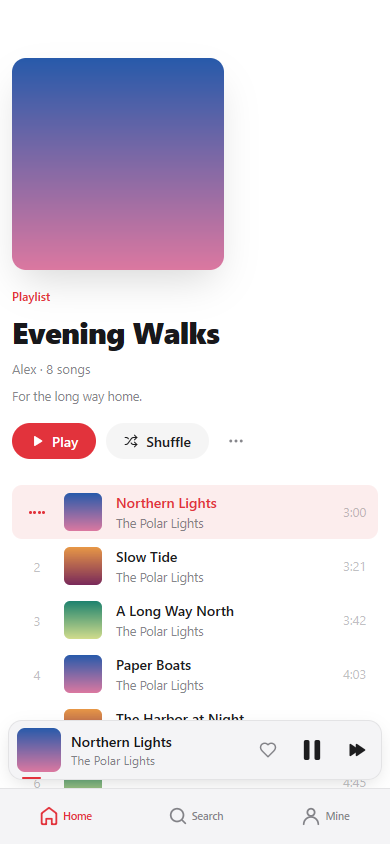 Playlist
Evening Walks
Alex · 8 songs
For the long way home.
Play
Shuffle
Northern Lights
The Polar Lights
3:00
2
Slow Tide
The Polar Lights
3:21
3
A Long Way North
The Polar Lights
3:42
4
Paper Boats
The Polar Lights
4:03
The Harbor at Night
Northern Lights
The Polar Lights
6
4:45
Home
Search
Mine